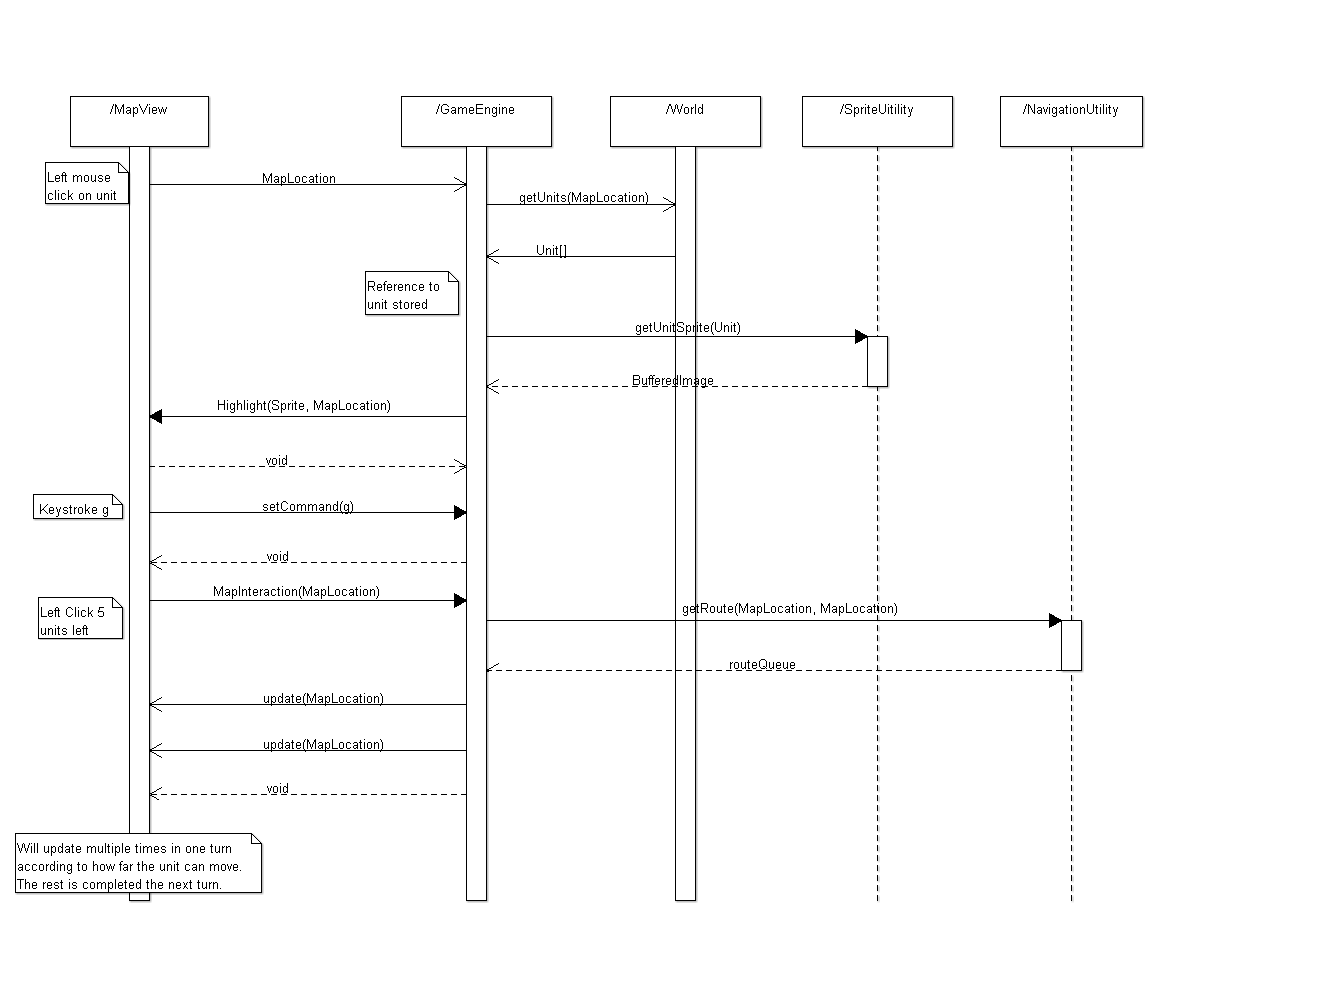 /MapView
/GameEngine
/World
/SpriteUitility
/NavigationUtility
Left mouse
click on unit
MapLocation
getUnits(MapLocation)
Unit[]
Reference to
unit stored
getUnitSprite(Unit)
BufferedImage
Highlight(Sprite, MapLocation)
void
Keystroke g
setCommand(g)
void
MapInteraction(MapLocation)
Left Click 5
units left
getRoute(MapLocation, MapLocation)
routeQueue
update(MapLocation)
update(MapLocation)
void
Will update multiple times in one turn
according to how far the unit can move.
The rest is completed the next turn.